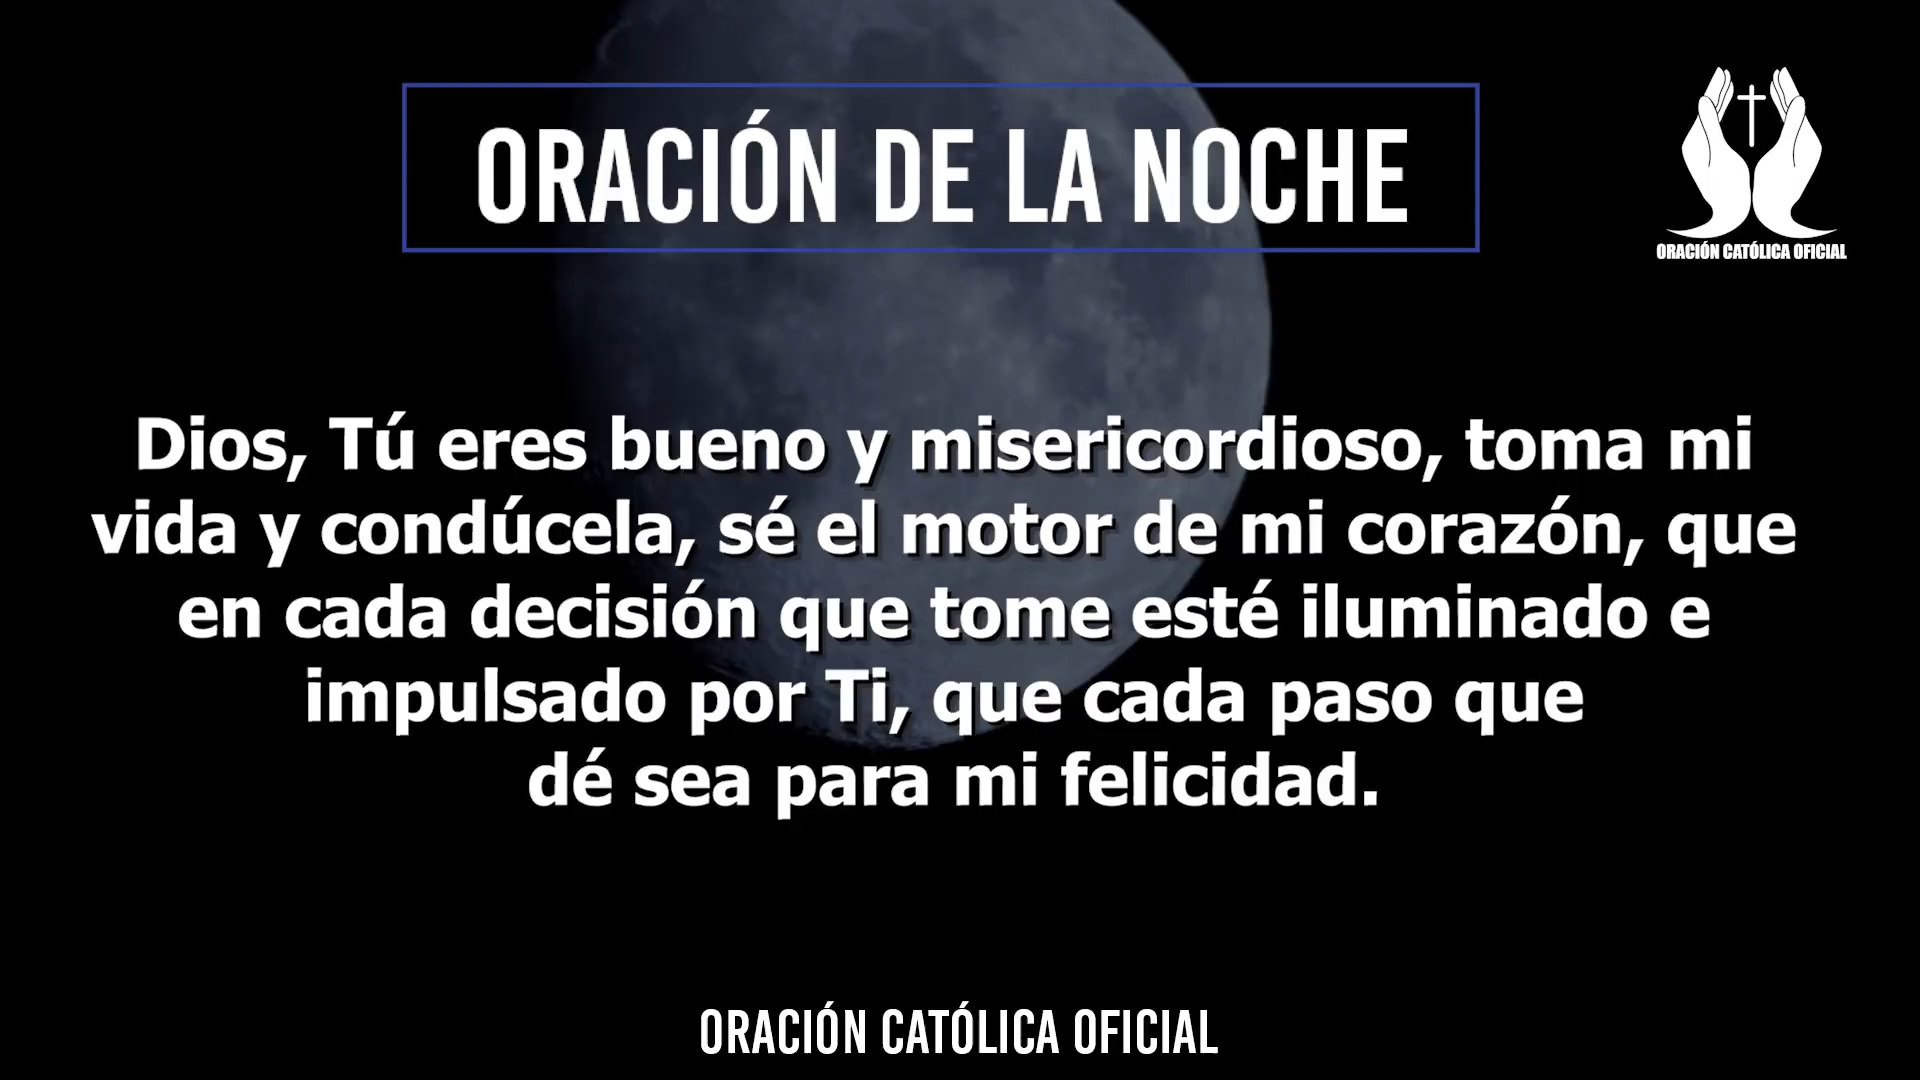 ORACIÓN DE LA NOCHE
ORACIÓN CATÓLICA OFICIAL
Dios, Tú eres bueno y misericordioso, toma mi
vida y condúcela, sé el motor de mi corazón, que
en cada decisión que tome esté iluminado e
impulsado por Ti, que cada paso que
dé sea para mi felicidad.
ORACIÓN CATÓLICA OFICIAL